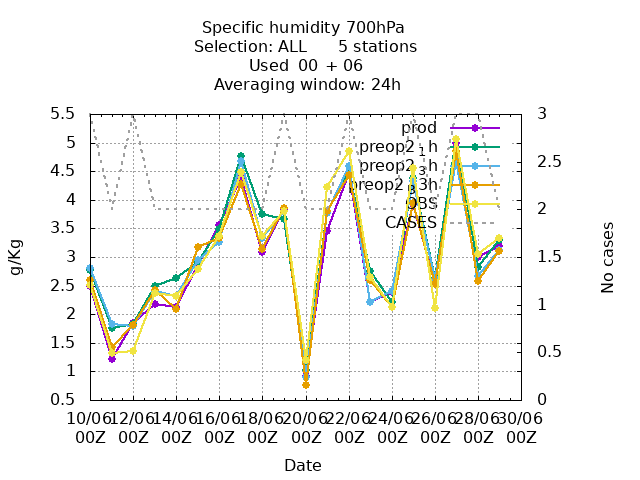 Specific humidity 700hPa
Selection: ALL 5 stations
Used 00 + 06
Averaging window: 24h
5.5
5
4.5
4
3.5
3
2.5
2
1.5
1
0.5
3
2.5
2
1.5
1
0.5
0
g/Kg
No cases
prod
preop2_1h
preop2_3h
OBS
CASES
10/06 12/06 14/06 16/06 18/06 20/06 22/06 24/06 26/06 28/06 30/06
00Z 00Z 00Z 00Z 00Z 00Z 00Z 00Z 00Z 00Z 00Z
Date